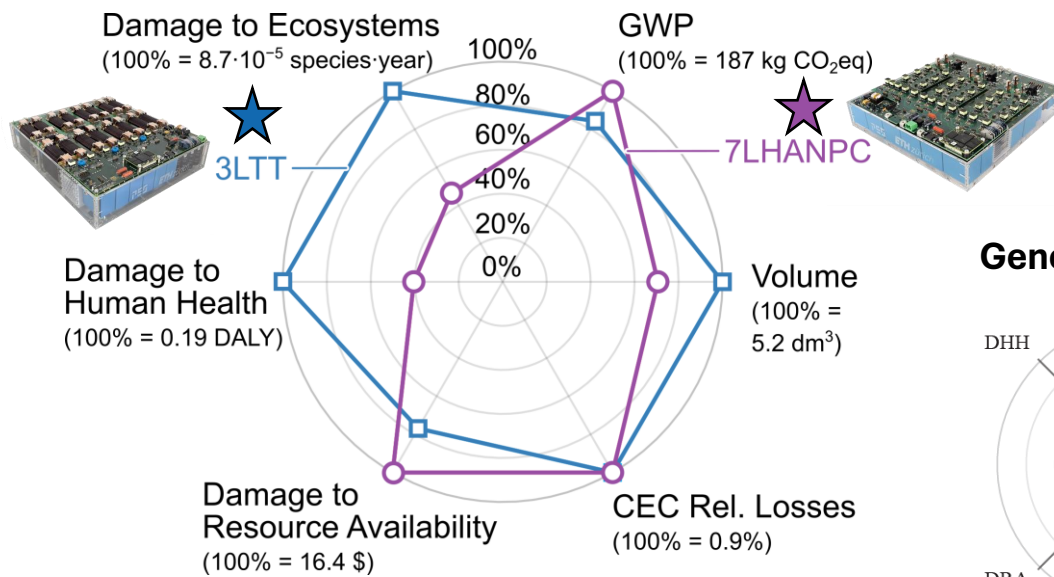 Damage to Ecosystems
(100% = 8.7·10⁻⁵ species·year)
GWP
(100% = 187 kg CO₂eq)
100%
80%
60%
40%
20%
0%
3LTT
7LHANPC
Damage to
Human Health
(100% = 0.19 DALY)
Volume
(100% =
5.2 dm³)
Gen
DHH
Damage to
Resource Availability
(100% = 16.4 $)
CEC Rel. Losses
(100% = 0.9%)